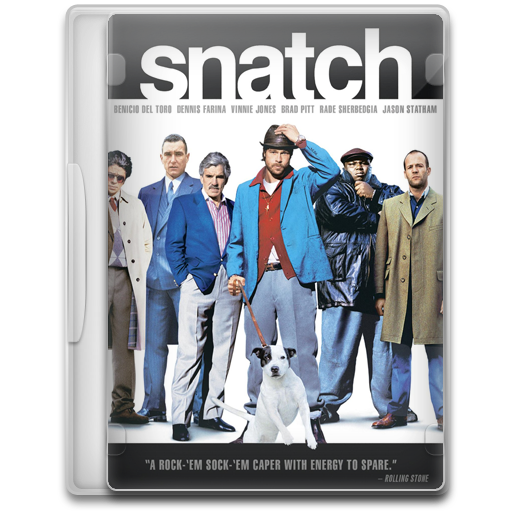 snatch
BENICIO DEL TORO DENNIS FARINA VINNIE JONES BRAD PITT RADE SHERBEDGIA JASON STATHAM
"A ROCK-'EM SOCK-'EM CAPER WITH ENERGY TO SPARE."
– ROLLING STONE